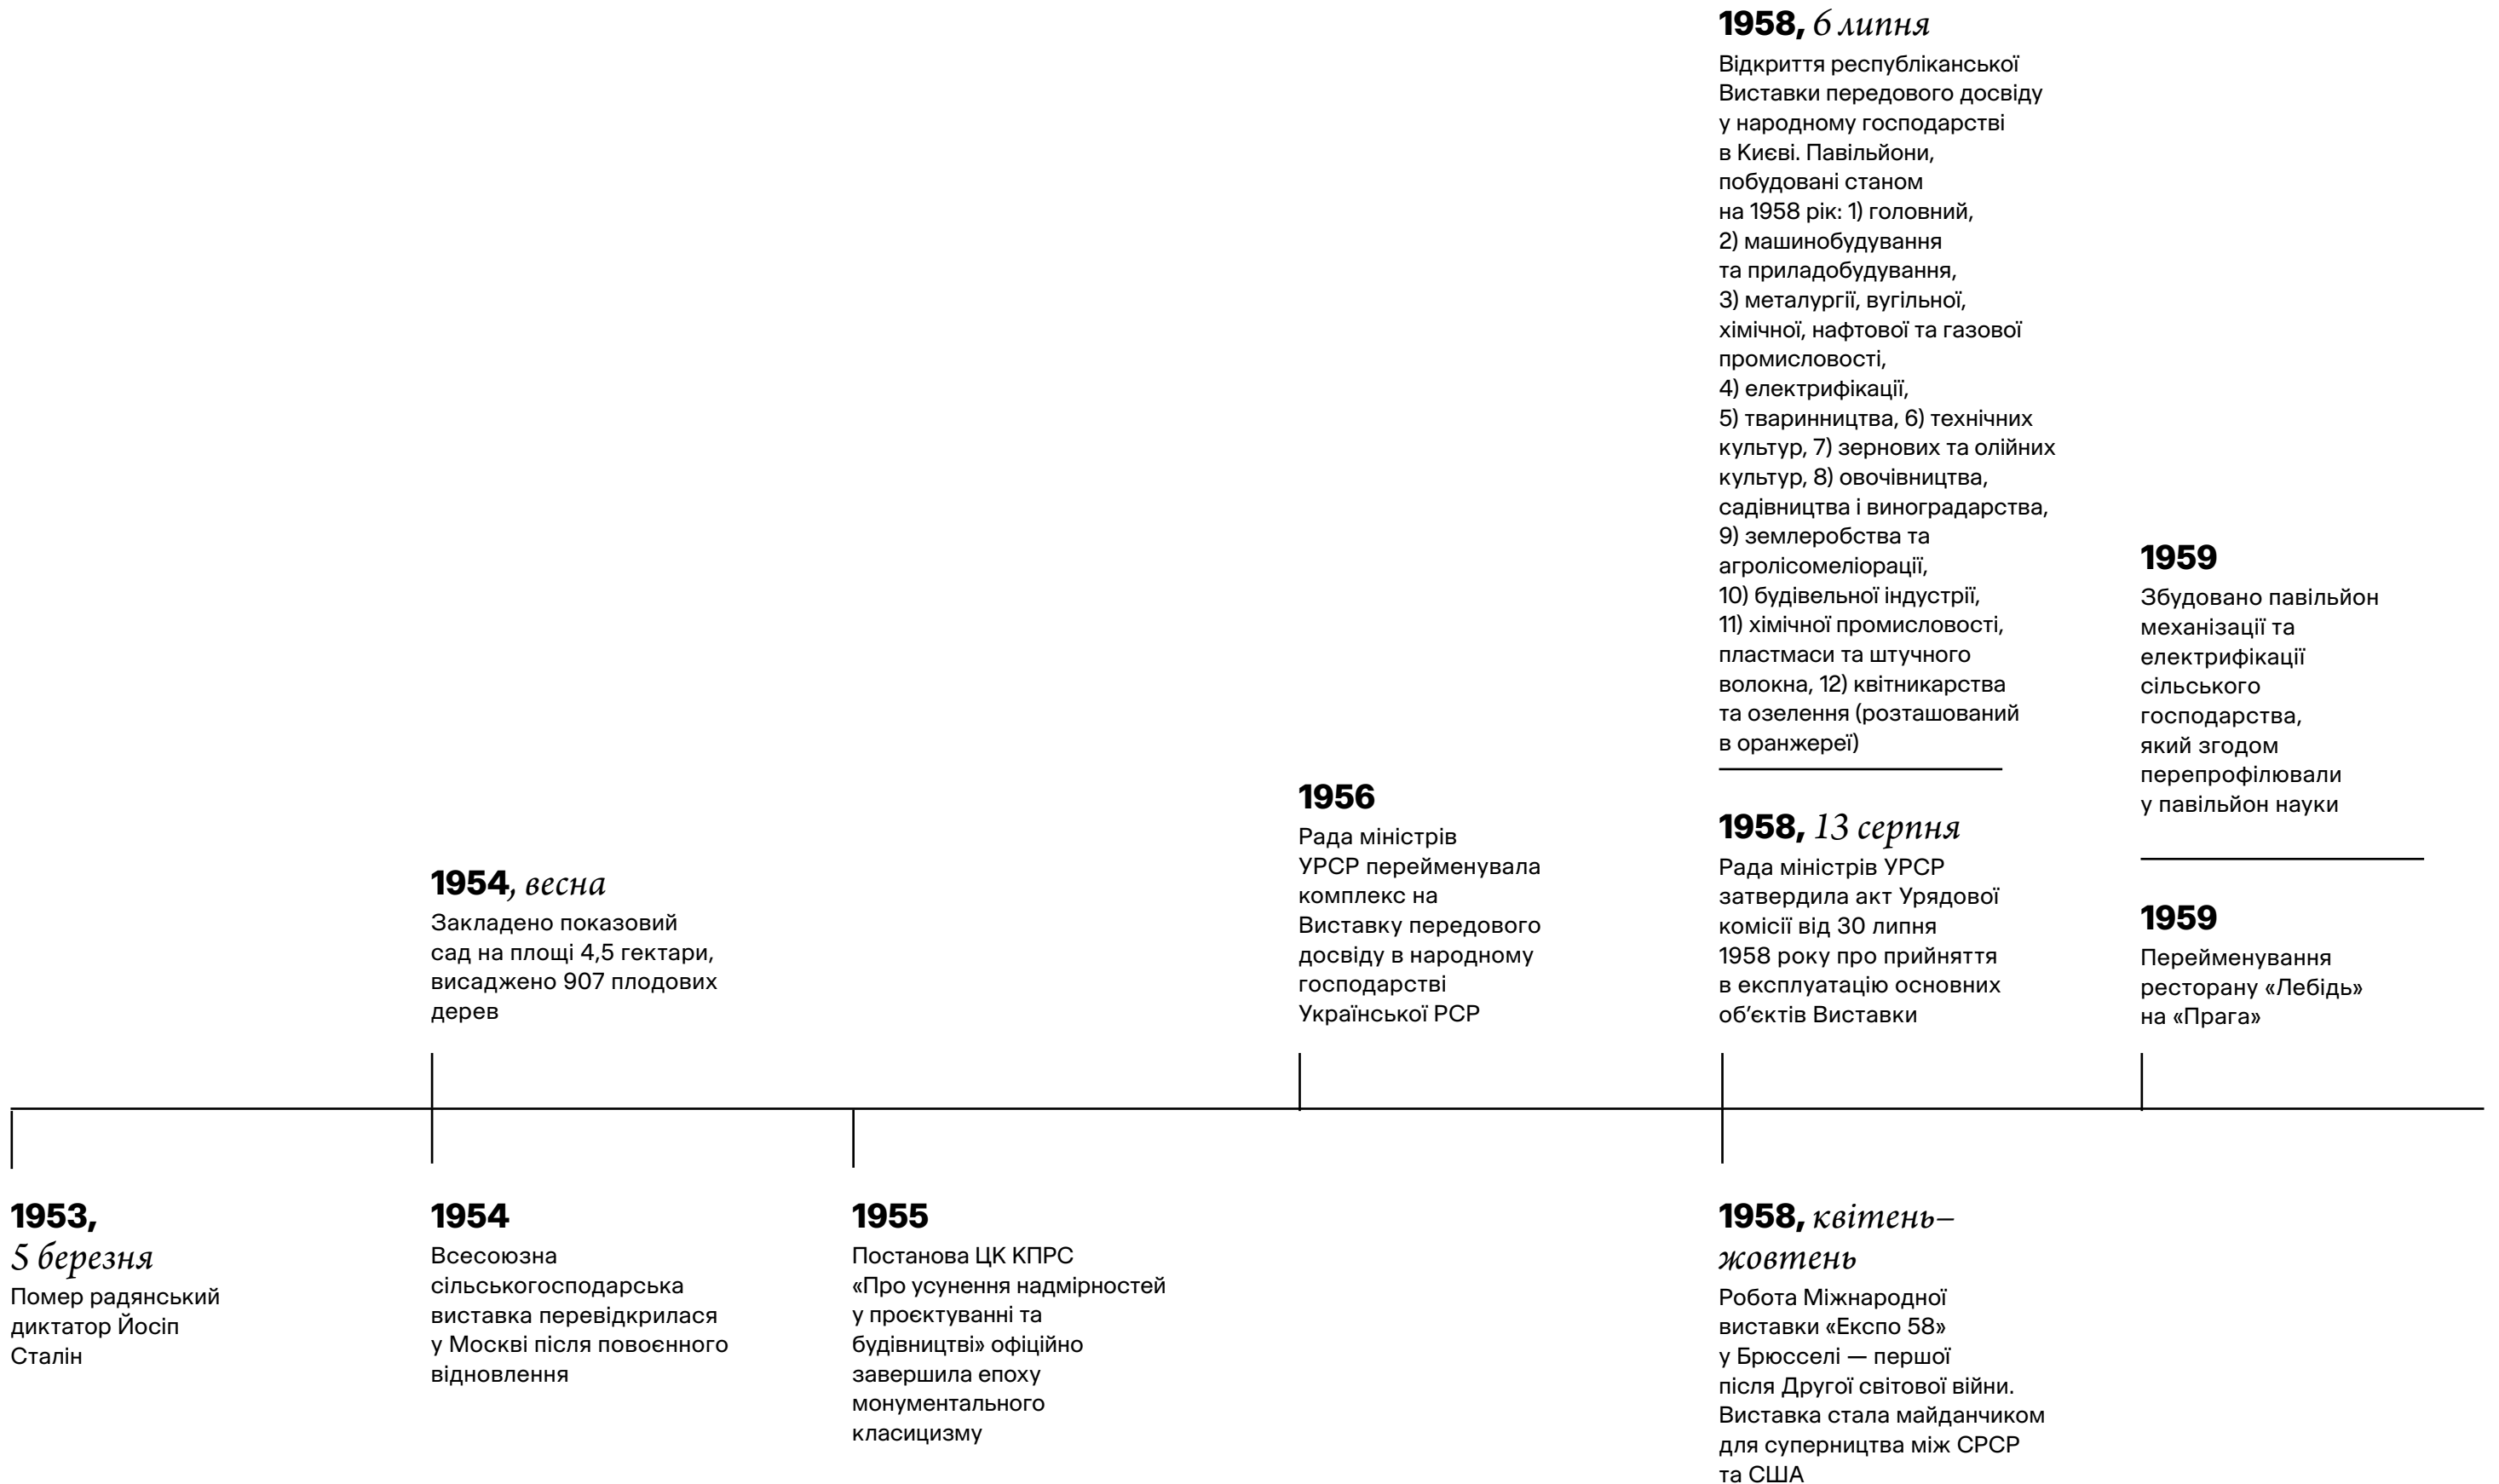 1958, 6 липня
Відкриття республіканської
Виставки передового досвіду
у народному господарстві
в Києві. Павільйони,
побудовані станом
на 1958 рік: 1) головний,
2) машинобудування
та приладобудування,
3) металургії, вугільної,
хімічної, нафтової та газової
промисловості,
4) електрифікації,
5) тваринництва, 6) технічних
культур, 7) зернових та олійних
культур, 8) овочівництва,
садівництва і виноградарства,
9) землеробства та
агролісомеліорації,
10) будівельної індустрії,
11) хімічної промисловості,
пластмаси та штучного
волокна, 12) квітникарства
та озелення (розташований
в оранжереї)
1959
Збудовано павільйон
механізації та
електрифікації
сільського
господарства,
який згодом
перепрофілювали
у павільйон науки
1954, весна
Закладено показовий
сад на площі 4,5 гектари,
висаджено 907 плодових
дерев
1956
Рада міністрів
УРСР перейменувала
комплекс на
Виставку передового
досвіду в народному
господарстві
Української РСР
1958, 13 серпня
Рада міністрів УРСР
затвердила акт Урядової
комісії від 30 липня
1958 року про прийняття
в експлуатацію основних
об’єктів Виставки
1959
Перейменування
ресторану «Лебідь»
на «Прага»
1953,
5 березня
Помер радянський
диктатор Йосіп
Сталін
1954
Всесоюзна
сільськогосподарська
виставка перевідкрилася
у Москві після повоєнного
відновлення
1955
Постанова ЦК КПРС
«Про усунення надмірностей
у проєктуванні та
будівництві» офіційно
завершила епоху
монументального
класицизму
1958, квітень–
жовтень
Робота Міжнародної
виставки «Експо 58»
у Брюсселі — першої
після Другої світової війни.
Виставка стала майданчиком
для суперництва між СРСР
та США